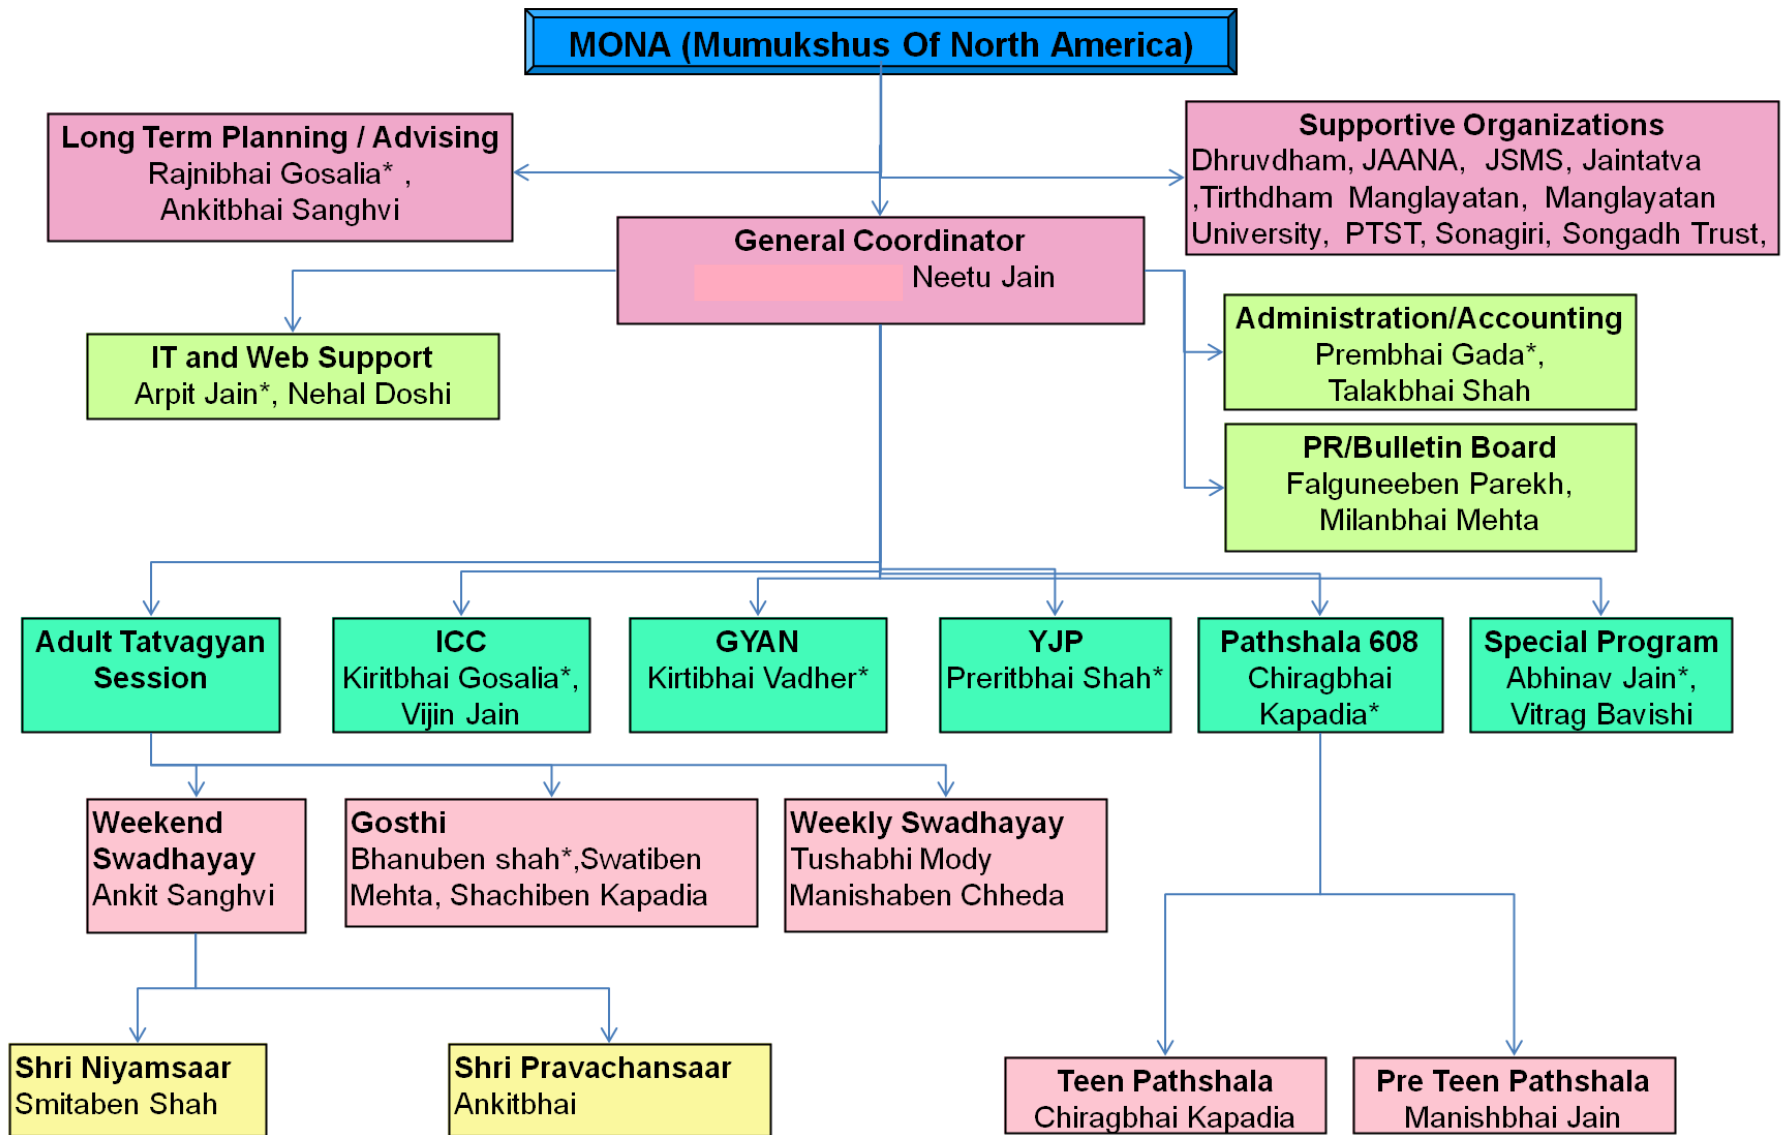 MONA (Mumukshus Of North America)
Long Term Planning / Advising
Rajnibhai Gosalia* ,
Ankitbhai Sanghvi
Supportive Organizations
Dhruvdham, JAANA, JSMS, Jaintatva
,Tirthdham Manglayatan, Manglayatan
University, PTST, Sonagiri, Songadh Trust,
General Coordinator
Neetu Jain
IT and Web Support
Arpit Jain*, Nehal Doshi
Administration/Accounting
Prembhai Gada*,
Talakbhai Shah
PR/Bulletin Board
Falguneeben Parekh,
Milanbhai Mehta
Adult Tatvagyan
Session
ICC
Kiritbhai Gosalia*,
Vijin Jain
GYAN
Kirtibhai Vadher*
YJP
Preritbhai Shah*
Pathshala 608
Chiragbhai
Kapadia*
Special Program
Abhinav Jain*,
Vitrag Bavishi
Weekend
Swadhayay
Ankit Sanghvi
Gosthi
Bhanuben shah*,Swatiben
Mehta, Shachiben Kapadia
Weekly Swadhayay
Tushabhi Mody
Manishaben Chheda
Shri Niyamsaar
Smitaben Shah
Shri Pravachansaar
Ankitbhai
Teen Pathshala
Chiragbhai Kapadia
Pre Teen Pathshala
Manishbhai Jain